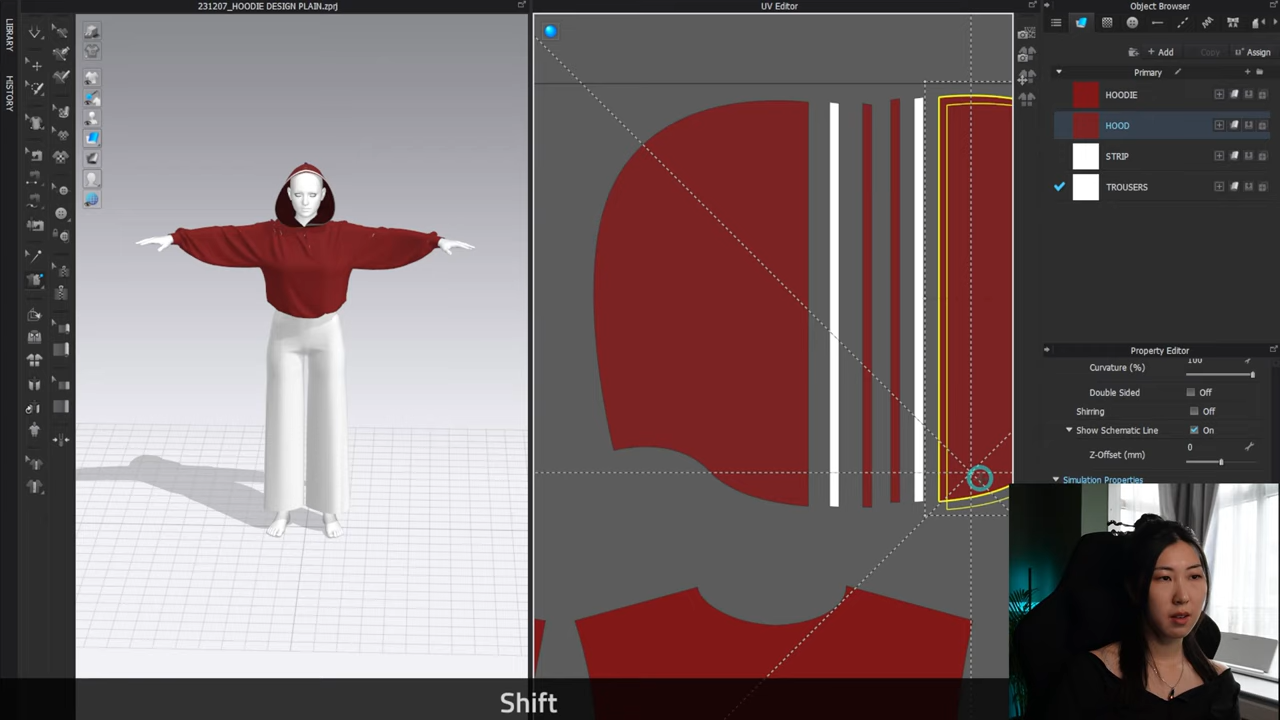 231207_HOODIE DESIGN PLAIN.zprj
UV Editor
Object Browser
LIBRARY
HISTORY
Add
Copy
Assign
Primary
HOODIE
HOOD
STRIP
TROUSERS
Property Editor
Curvature (%)
100
Double Sided
Off
Shirring
Off
Show Schematic Line
On
Z-Offset (mm)
0
Simulation Properties
Shift